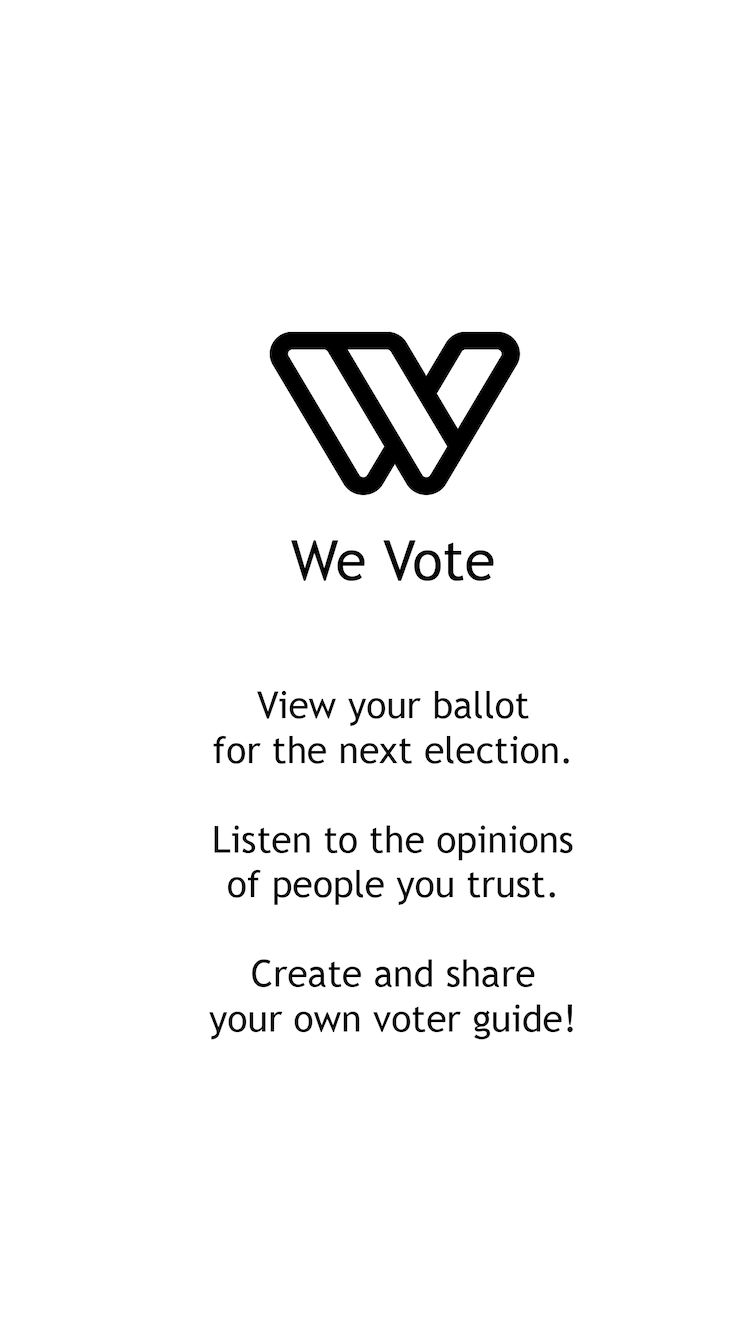 We Vote
View your ballot
for the next election.
Listen to the opinions
of people you trust.
Create and share
your own voter guide!